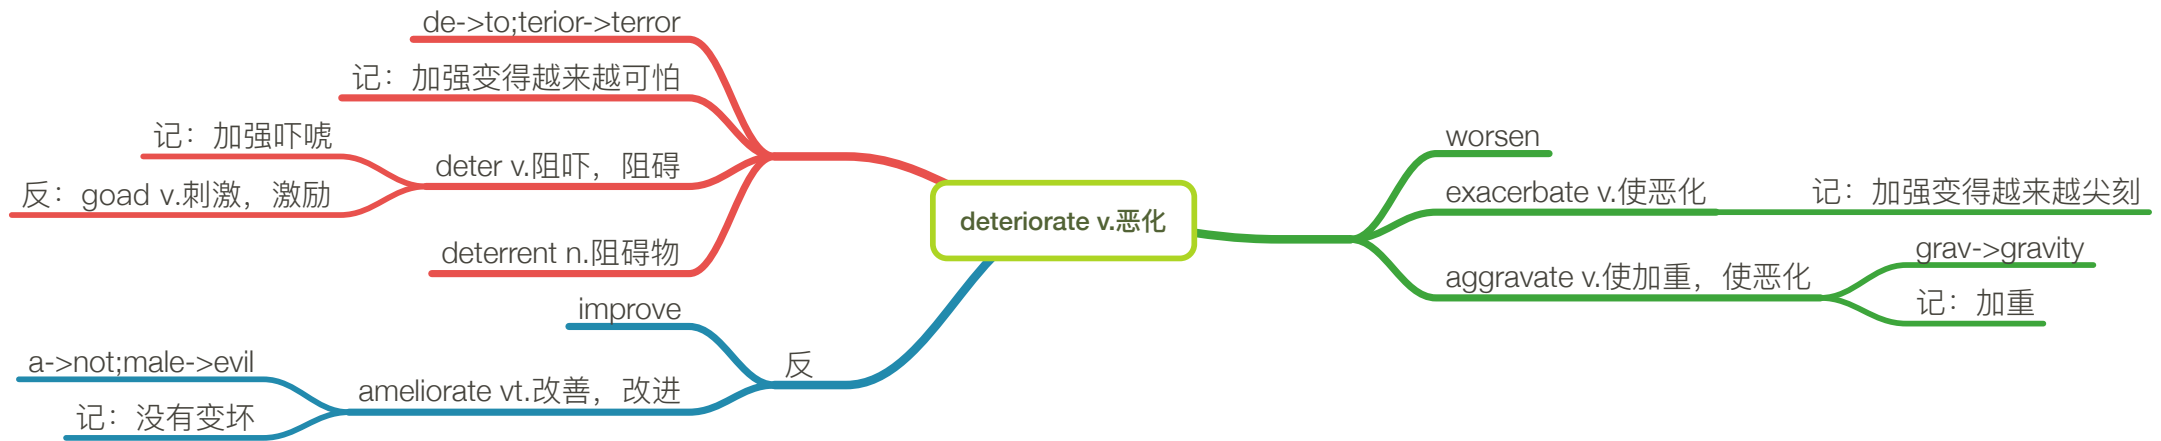 de->to;terior->terror
记：加强变得越来越可怕
记：加强吓唬
反：goad v.刺激，激励
deter v.阻吓，阻碍
deterrent n.阻碍物
improve
a->not;male->evil
记：没有变坏
ameliorate vt.改善，改进
反
deteriorate v.恶化
worsen
exacerbate v.使恶化
记：加强变得越来越尖刻
aggravate v.使加重，使恶化
grav->gravity
记：加重